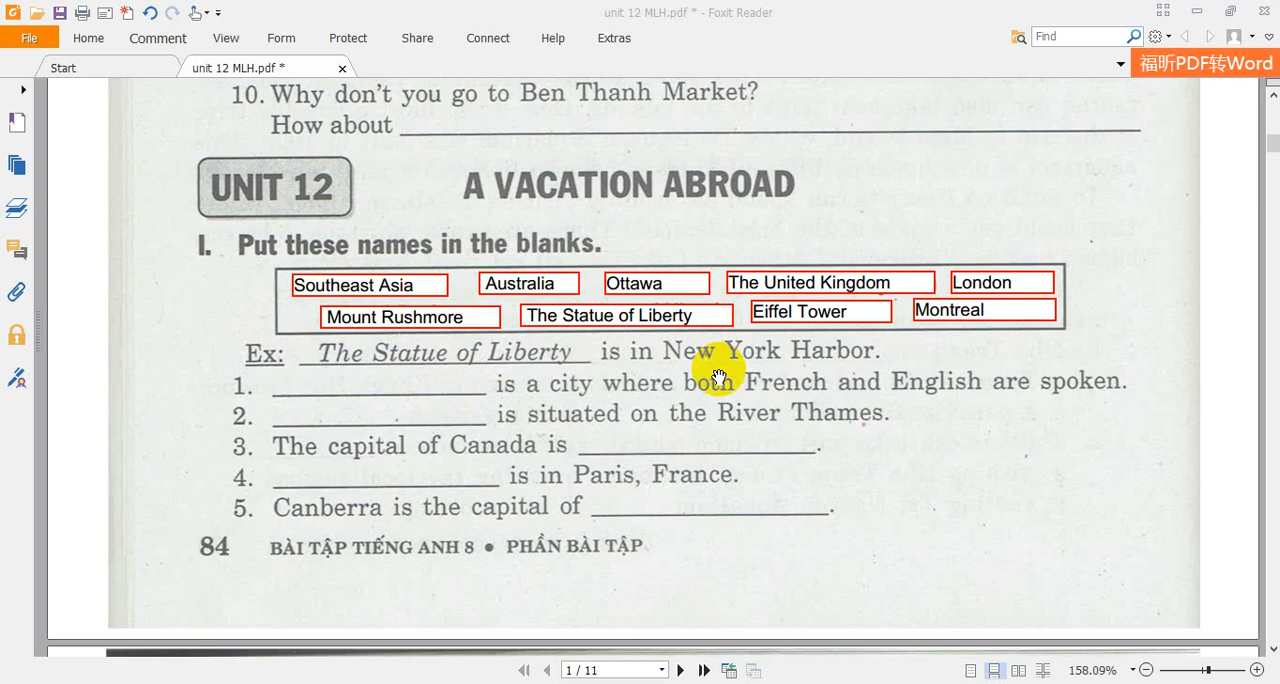 unit 12 MLH.pdf * - Foxit Reader
File Home Comment View Form Protect Share Connect Help Extras Find
福昕PDF转Word
Start unit 12 MLH.pdf *
10. Why don't you go to Ben Thanh Market?
How about
UNIT 12 A VACATION ABROAD
I. Put these names in the blanks.
Southeast Asia Australia Ottawa The United Kingdom London
Mount Rushmore The Statue of Liberty Eiffel Tower Montreal
Ex: The Statue of Liberty is in New York Harbor.
1. is a city where both French and English are spoken.
2. is situated on the River Thames.
3. The capital of Canada is .
4. is in Paris, France.
5. Canberra is the capital of .
84 BÀI TẬP TIẾNG ANH 8 • PHẦN BÀI TẬP
1 / 11 158.09%